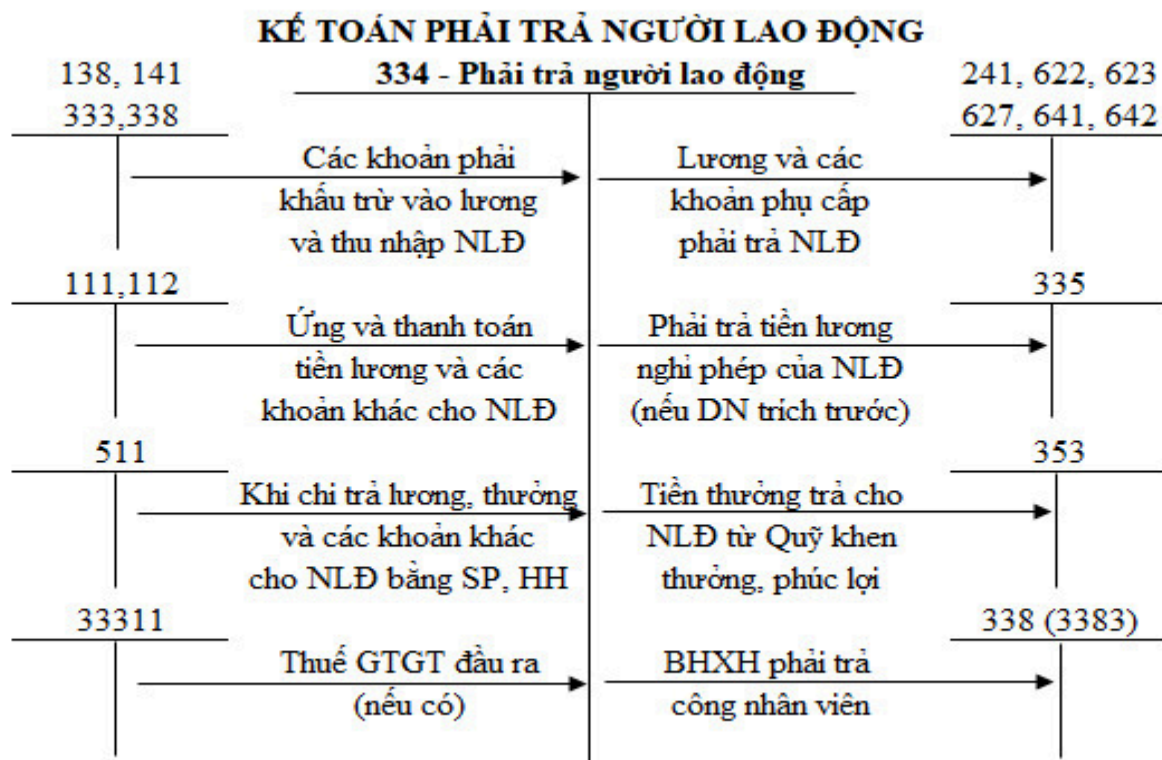 KẾ TOÁN PHẢI TRẢ NGƯỜI LAO ĐỘNG
138, 141
333,338
334 - Phải trả người lao động
241, 622, 623
627, 641, 642
Các khoản phải
khấu trừ vào lương
và thu nhập NLĐ
Lương và các
khoản phụ cấp
phải trả NLĐ
111,112
335
Ứng và thanh toán
tiền lương và các
khoản khác cho NLĐ
Phải trả tiền lương
nghỉ phép của NLĐ
(nếu DN trích trước)
511
353
Khi chi trả lương, thưởng
và các khoản khác
cho NLĐ bằng SP, HH
Tiền thưởng trả cho
NLĐ từ Quỹ khen
thưởng, phúc lợi
33311
338 (3383)
Thuế GTGT đầu ra
(nếu có)
BHXH phải trả
công nhân viên